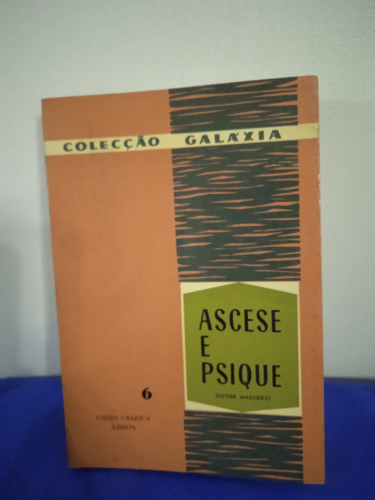 COLECÇÃO GALÁXIA
ASCESE
E
PSIQUE
VICTOR MARCOZZI
6
UNIÃO GRÁFICA
LISBOA